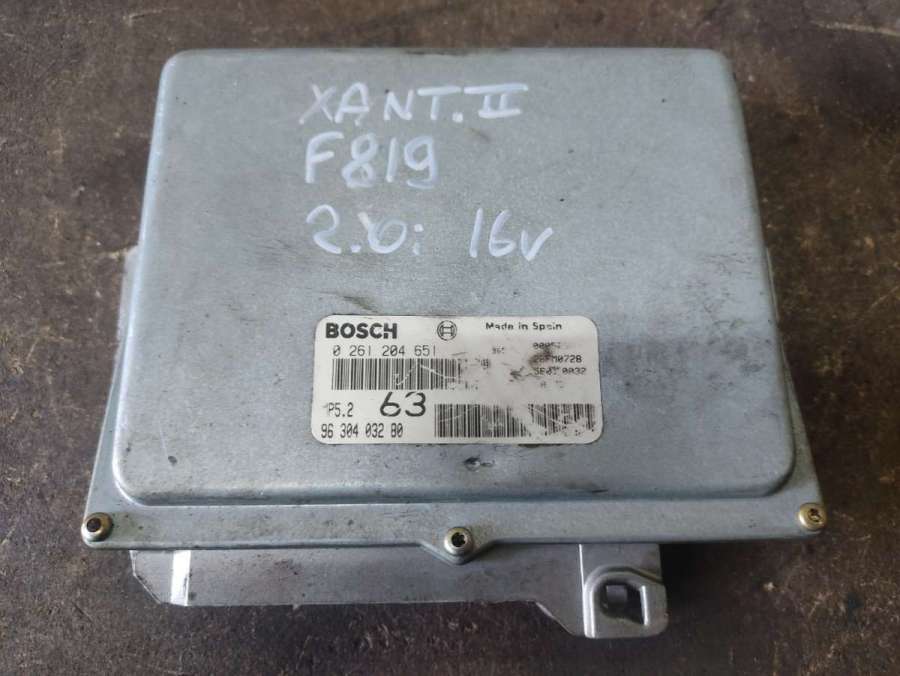 XANT. II
F819
2.0i 16v
BOSCH Made in Spain
0 261 204 651
P5.2 63
96 304 032 80